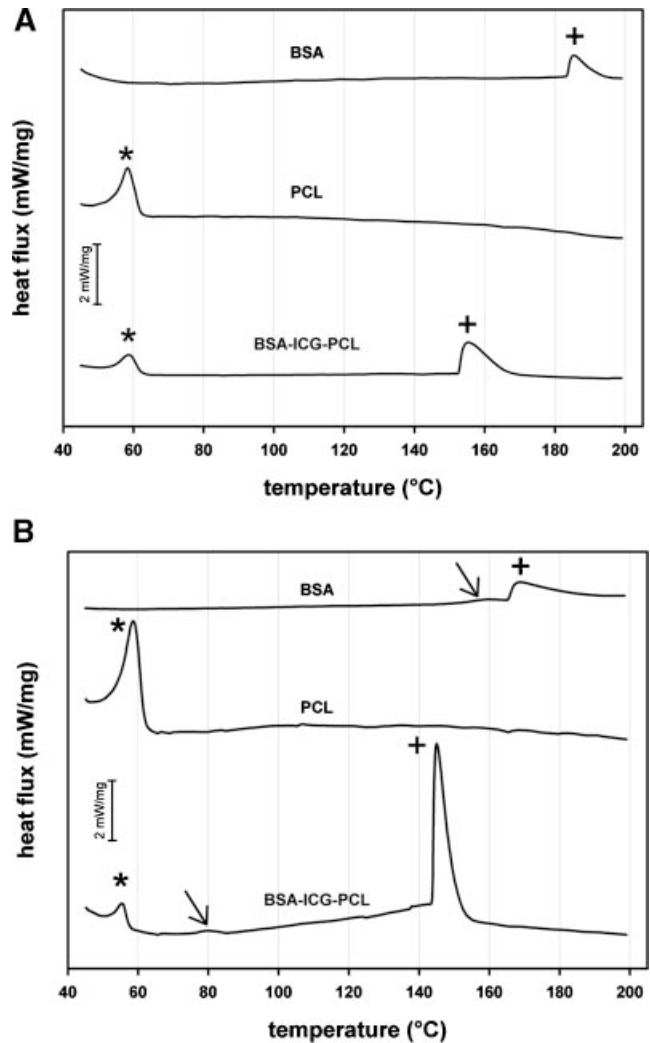 A
BSA
+
*
PCL
2 mW/mg
heat flux (mW/mg)
*
BSA-ICG-PCL
+
40 60 80 100 120 140 160 180 200
temperature (°C)
B
BSA
+
*
PCL
+
2 mW/mg
heat flux (mW/mg)
*
BSA-ICG-PCL
40 60 80 100 120 140 160 180 200
temperature (°C)